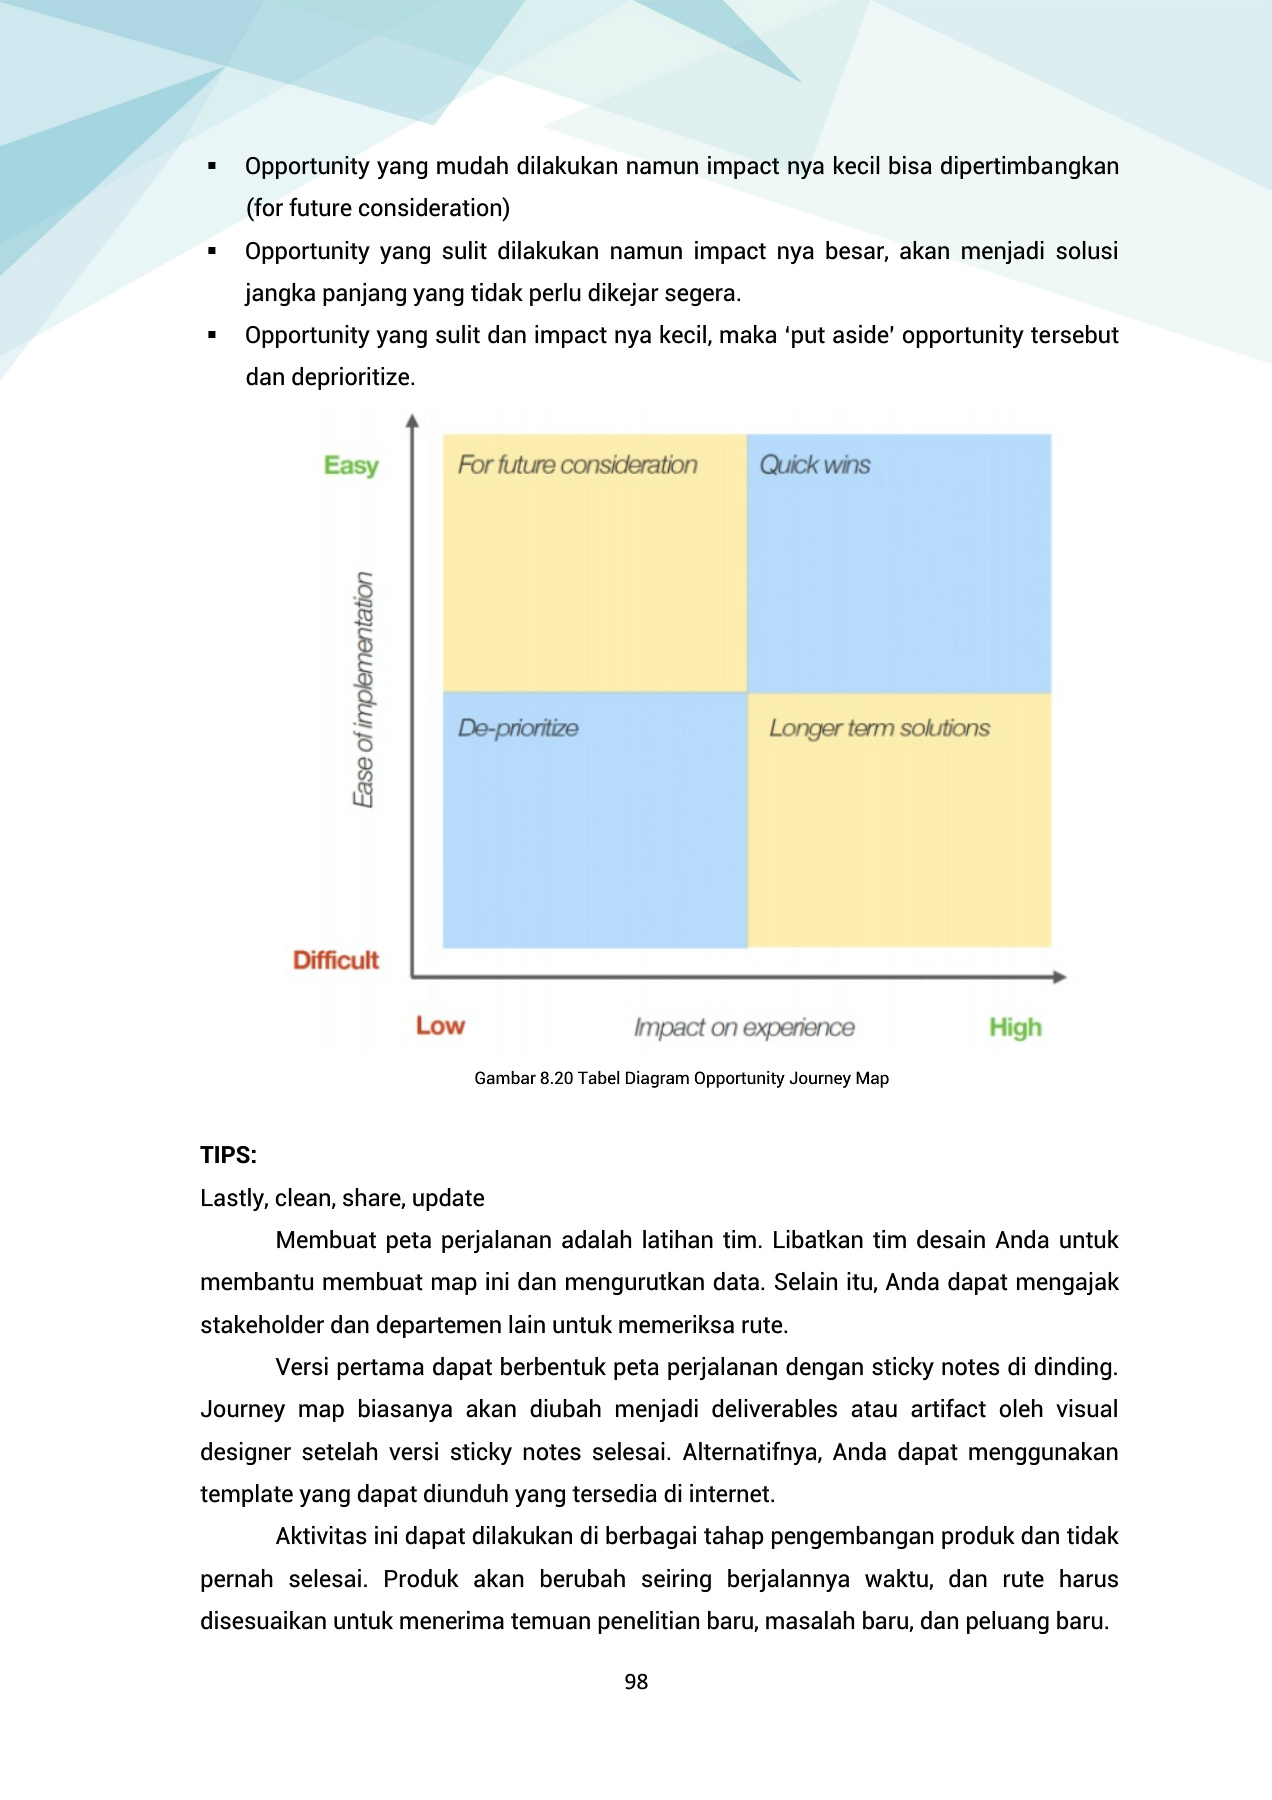 ▪ Opportunity yang mudah dilakukan namun impact nya kecil bisa dipertimbangkan
(for future consideration)
▪ Opportunity yang sulit dilakukan namun impact nya besar, akan menjadi solusi
jangka panjang yang tidak perlu dikejar segera.
▪ Opportunity yang sulit dan impact nya kecil, maka ‘put aside’ opportunity tersebut
dan deprioritize.
Easy
For future consideration
Quick wins
Ease of implementation
De-prioritize
Longer term solutions
Difficult
Low
Impact on experience
High
Gambar 8.20 Tabel Diagram Opportunity Journey Map
TIPS:
Lastly, clean, share, update
Membuat peta perjalanan adalah latihan tim. Libatkan tim desain Anda untuk
membantu membuat map ini dan mengurutkan data. Selain itu, Anda dapat mengajak
stakeholder dan departemen lain untuk memeriksa rute.
Versi pertama dapat berbentuk peta perjalanan dengan sticky notes di dinding.
Journey map biasanya akan diubah menjadi deliverables atau artifact oleh visual
designer setelah versi sticky notes selesai. Alternatifnya, Anda dapat menggunakan
template yang dapat diunduh yang tersedia di internet.
Aktivitas ini dapat dilakukan di berbagai tahap pengembangan produk dan tidak
pernah selesai. Produk akan berubah seiring berjalannya waktu, dan rute harus
disesuaikan untuk menerima temuan penelitian baru, masalah baru, dan peluang baru.
98